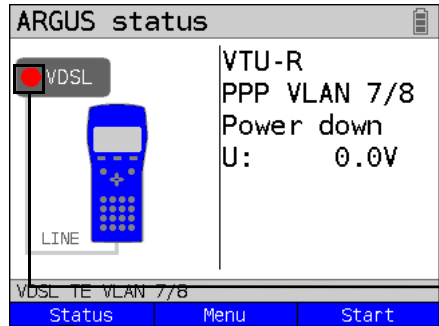 ARGUS status
VDSL
LINE
VTU-R
PPP VLAN 7/8
Power down
U: 0.0V
VDSL TE VLAN 7/8
Status Menu Start